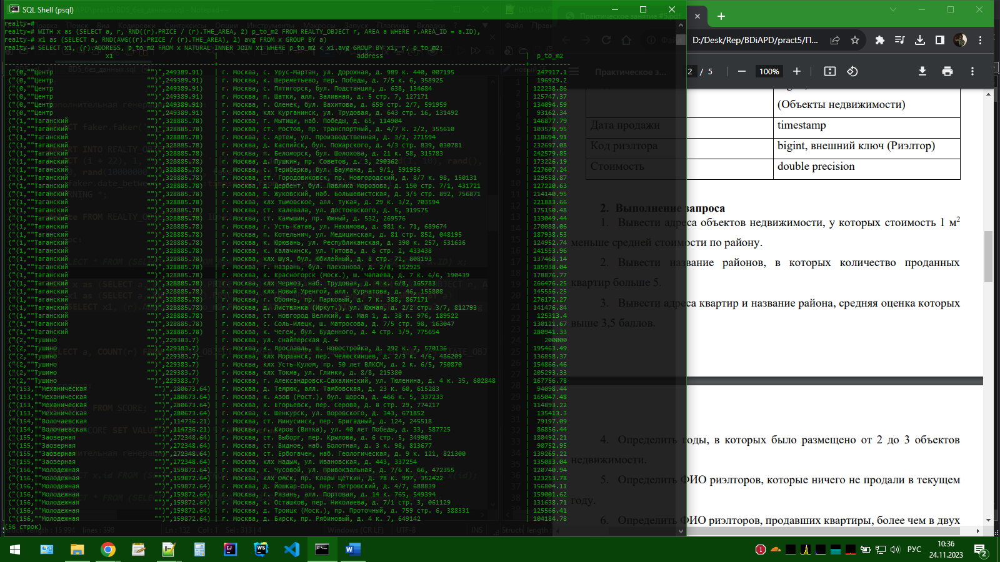 SQL Shell (psql)
realty=#
realty=# WITH x as (SELECT a, r, RND((r).PRICE / (r).THE_AREA, 2) p_to_m2 FROM REALTY_OBJECT r, AREA a WHERE r.AREA_ID = a.ID),
realty-# x1 as (SELECT a, RND(AVG((r).PRICE / (r).THE_AREA), 2) avg FROM x GROUP BY a)
realty-# SELECT x1, (r).ADDRESS, p_to_m2 FROM x NATURAL INNER JOIN x1 WHERE p_to_m2 < x1.avg GROUP BY x1, r, p_to_m2;
x1 | address | p_to_m2
("(0,""Центр "")",249389.91) | г. Москва, с. Урус-Мартан, ул. Дорожная, д. 989 к. 440, 007195 | 247917.1
("(0,""Центр "")",249389.91) | г. Москва, к. Шереметьево, пер. Победы, д. 7/5 к. 6, 358925 | 196929.2
("(0,""Центр "")",249389.91) | г. Москва, с. Пятигорск, бул. Подстанция, д. 638, 134684 | 122238.86
("(0,""Центр "")",249389.91) | г. Москва, п. Шатки, алл. Заливная, д. 5 стр. 7, 127171 | 125747.37
("(0,""Центр "")",249389.91) | г. Москва, г. Оленек, бул. Вахитова, д. 659 стр. 2/7, 591959 | 134094.59
("(0,""Центр "")",249389.91) | г. Москва, клх Курганинск, ул. Трудовая, д. 643 стр. 16, 131492 | 93162.34
("(1,""Таганский "")",328885.78) | г. Москва, г. Мытищи, наб. Победы, д. 65, 114904 | 146877.79
("(1,""Таганский "")",328885.78) | г. Москва, ст. Ростов, пр. Транспортный, д. 4/7 к. 2/2, 355610 | 103579.95
("(1,""Таганский "")",328885.78) | г. Москва, с. Артем, ул. Производственная, д. 3/2, 271594 | 118694.91
("(1,""Таганский "")",328885.78) | г. Москва, д. Каспийск, бул. Пожарского, д. 4/3 стр. 839, 030781 | 232697.08
("(1,""Таганский "")",328885.78) | г. Москва, п. Беломорск, бул. Шолохова, д. 21 к. 58, 315783 | 242579.85
("(1,""Таганский "")",328885.78) | г. Москва, д. Пушкин, пр. Советов, д. 3, 290362 | 173226.19
("(1,""Таганский "")",328885.78) | г. Москва, с. Териберка, бул. Баумана, д. 9/1, 591956 | 227607.24
("(1,""Таганский "")",328885.78) | г. Москва, ст. Городовиковск, пр. Новгородский, д. 8/7 к. 98, 150131 | 129558.87
("(1,""Таганский "")",328885.78) | г. Москва, д. Дербент, бул. Павлика Морозова, д. 150 стр. 7/1, 431721 | 127220.63
("(1,""Таганский "")",328885.78) | г. Москва, п. Жуковский, наб. Большевистская, д. 3/5 стр. 892, 756871 | 214140.95
("(1,""Таганский "")",328885.78) | г. Москва, клх Тымовское, алл. Тукая, д. 29 к. 3/2, 703594 | 221883.66
("(1,""Таганский "")",328885.78) | г. Москва, ст. Калевала, ул. Достоевского, д. 5, 319575 | 175150.48
("(1,""Таганский "")",328885.78) | г. Москва, ст. Камышин, пр. Южный, д. 532, 269576 | 133049.44
("(1,""Таганский "")",328885.78) | г. Москва, г. Усть-Катав, ул. Нахимова, д. 981 к. 71, 689674 | 270088.06
("(1,""Таганский "")",328885.78) | г. Москва, п. Котельнич, ул. Медицинская, д. 81 стр. 852, 048195 | 187938.53
("(1,""Таганский "")",328885.78) | г. Москва, к. Юрюзань, ул. Республиканская, д. 390 к. 257, 531636 | 124952.74
("(1,""Таганский "")",328885.78) | г. Москва, к. Калачинск, ул. Титова, д. 6 стр. 2, 433438 | 241553.96
("(1,""Таганский "")",328885.78) | г. Москва, клх Шуя, бул. Юбилейный, д. 8 стр. 72, 808193 | 137468.14
("(1,""Таганский "")",328885.78) | г. Москва, г. Назрань, бул. Плеханова, д. 2/8, 152925 | 185938.04
("(1,""Таганский "")",328885.78) | г. Москва, к. Красногорск (Моск.), ш. Чапаева, д. 7 к. 6/6, 190439 | 178876.77
("(1,""Таганский "")",328885.78) | г. Москва, клх Чермоз, наб. Трудовая, д. 4 к. 6/8, 165783 | 266476.25
("(1,""Таганский "")",328885.78) | г. Москва, клх Новый Уренгой, алл. Курчатова, д. 46, 155808 | 145556.25
("(1,""Таганский "")",328885.78) | г. Москва, г. Обоянь, пр. Парковый, д. 7 к. 388, 867171 | 276172.27
("(1,""Таганский "")",328885.78) | г. Москва, д. Листвянка (Иркут.), ул. Южная, д. 2/2 стр. 3/7, 812793 | 141476.84
("(1,""Таганский "")",328885.78) | г. Москва, ст. Новгород Великий, ш. Мая 1, д. 38 к. 976, 189522 | 125313.4
("(1,""Таганский "")",328885.78) | г. Москва, с. Соль-Илецк, ш. Матросова, д. 7/5 стр. 98, 163047 | 130121.67
("(1,""Таганский "")",328885.78) | г. Москва, к. Чегем, бул. Буденного, д. 4 стр. 3/9, 775654 | 280941.33
("(2,""Тушино "")",229383.7) | г. Москва, ул. Снайперская д. 4 | 200000
("(2,""Тушино "")",229383.7) | г. Москва, к. Ярославль, ш. Новостройка, д. 292 к. 7, 570136 | 195463.49
("(2,""Тушино "")",229383.7) | г. Москва, клх Моршанск, пер. Челюскинцев, д. 2/3 к. 4/6, 486209 | 136858.37
("(2,""Тушино "")",229383.7) | г. Москва, клх Усть-Кулом, пр. 50 лет ВЛКСМ, д. 2 к. 6/5, 750870 | 154866.46
("(2,""Тушино "")",229383.7) | г. Москва, клх Токма, ул. Глинки, д. 8/8, 215380 | 205293.33
("(2,""Тушино "")",229383.7) | г. Москва, г. Александровск-Сахалинский, ул. Тюленина, д. 4 к. 35, 602848 | 167756.78
("(153,""Механическая "")",280673.64) | г. Москва, д. Темрюк, алл. Тамбовская, д. 23 к. 60, 615283 | 94098.44
("(153,""Механическая "")",280673.64) | г. Москва, к. Азов (Рост.), бул. Щорса, д. 466 к. 5, 337233 | 165047.48
("(153,""Механическая "")",280673.64) | г. Москва, к. Егорьевск, пер. Серова, д. 8 стр. 29, 774217 | 114893.22
("(153,""Механическая "")",280673.64) | г. Москва, к. Шенкурск, ул. Воровского, д. 343, 671852 | 135413.3
("(154,""Волочаевская "")",114736.21) | г. Москва, ст. Минусинск, пер. Бригадный, д. 124, 245518 | 79197.09
("(154,""Волочаевская "")",114736.21) | г. Москва, г. Киров (Вятка), ул. 40 лет Победы, д. 33, 587725 | 86856.44
("(155,""Заозерная "")",272348.64) | г. Москва, ст. Выборг, пер. Крылова, д. 6 стр. 5, 349902 | 180492.21
("(155,""Заозерная "")",272348.64) | г. Москва, ст. Видное, наб. Болотная, д. 3 к. 98, 813677 | 90752.95
("(155,""Заозерная "")",272348.64) | г. Москва, ст. Ербогачен, наб. Геологическая, д. 9 к. 121, 821300 | 139265.22
("(155,""Заозерная "")",272348.64) | г. Москва, клх Надым, ул. Ивановская, д. 443, 337254 | 135083.04
("(156,""Молодежная "")",159872.64) | г. Москва, к. Чусовой, ул. Привокзальная, д. 7/6 к. 66, 472355 | 120740.94
("(156,""Молодежная "")",159872.64) | г. Москва, клх Омск, пр. Клары Цеткин, д. 78 к. 997, 352422 | 123253.78
("(156,""Молодежная "")",159872.64) | г. Москва, д. Йошкар-Ола, пер. Петровский, д. 4/7, 688839 | 156804.11
("(156,""Молодежная "")",159872.64) | г. Москва, г. Рязань, алл. Портовая, д. 14 к. 765, 549394 | 159001.62
("(156,""Молодежная "")",159872.64) | г. Москва, к. Осташков, пер. Николаева, д. 7/1 стр. 3, 061129 | 131638.71
("(156,""Молодежная "")",159872.64) | г. Москва, д. Троицк (Моск.), пр. Проточный, д. 759 стр. 6, 388331 | 125566.41
("(156,""Молодежная "")",159872.64) | г. Москва, д. Бирск, пр. Рябиновый, д. 4 к. 7, 649142 | 104184.78
(56 строк)
D:/Desk/Rep/BDiAPD/pract5/П...
2 / 5
100%
(Объекты недвижимости)
Дата продажи timestamp
Код риэлтора bigint, внешний ключ (Риэлтор)
Стоимость double precision
2. Выполнение запроса
1. Вывести адреса объектов недвижимости, у которых стоимость 1 м2
меньше средней стоимости по району.
2. Вывести название районов, в которых количество проданных
квартир больше 5.
3. Вывести адреса квартир и название района, средняя оценка которых
выше 3,5 баллов.
4. Определить годы, в которых было размещено от 2 до 3 объектов
недвижимости.
5. Определить ФИО риэлторов, которые ничего не продали в текущем
году.
6. Определить ФИО риэлторов, продавших квартиры, более чем в двух
РУС
10:36
24.11.2023
2